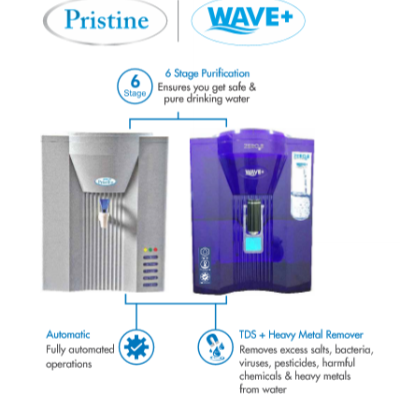 Pristine
WAVE+
6
Stage
6 Stage Purification
Ensures you get safe &
pure drinking water
Pristine
WAVE+
Automatic
Fully automated
operations
TDS + Heavy Metal Remover
Removes excess salts, bacteria,
viruses, pesticides, harmful
chemicals & heavy metals
from water